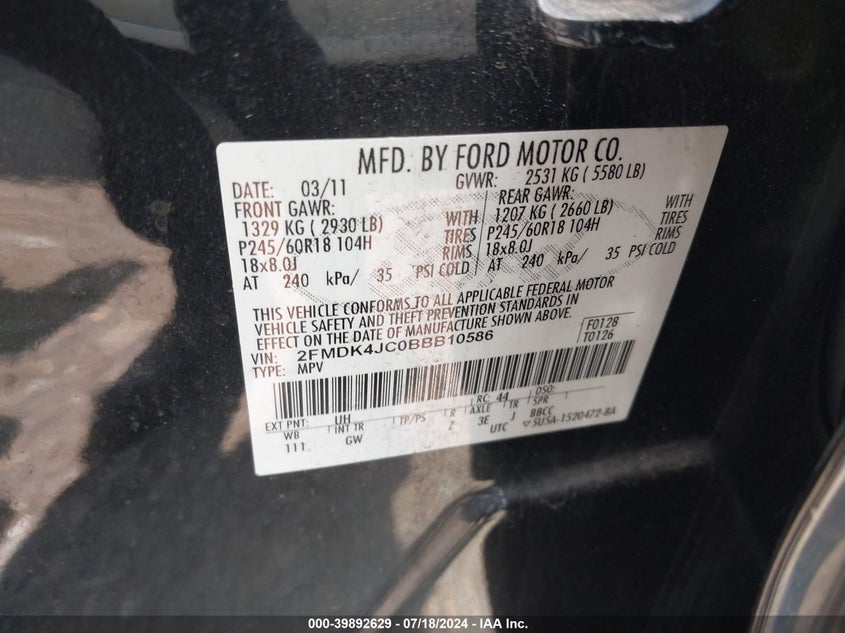 MFD. BY FORD MOTOR CO.
DATE: 03/11 GVWR: 2531 KG ( 5580 LB)
FRONT GAWR: REAR GAWR:
1329 KG ( 2930 LB) WITH 1207 KG ( 2660 LB) WITH
P245/60R18 104H TIRES P245/60R18 104H TIRES
18x8.0J RIMS 18x8.0J RIMS
AT 240 kPa/ 35 PSI COLD AT 240 kPa/ 35 PSI COLD
THIS VEHICLE CONFORMS TO ALL APPLICABLE FEDERAL MOTOR
VEHICLE SAFETY AND THEFT PREVENTION STANDARDS IN
EFFECT ON THE DATE OF MANUFACTURE SHOWN ABOVE.
VIN: 2FMDK4JC0BBB10586 F0128
TYPE: MPV T0126
RC: 44 DSO:
EXT PNT: UH TP/PS R AXLE TR SPR
WB INT TR Z 3E J BBCC
111 GW UTC ▽5U5A-1520472-BA
000-39892629 - 07/18/2024 - IAA Inc.